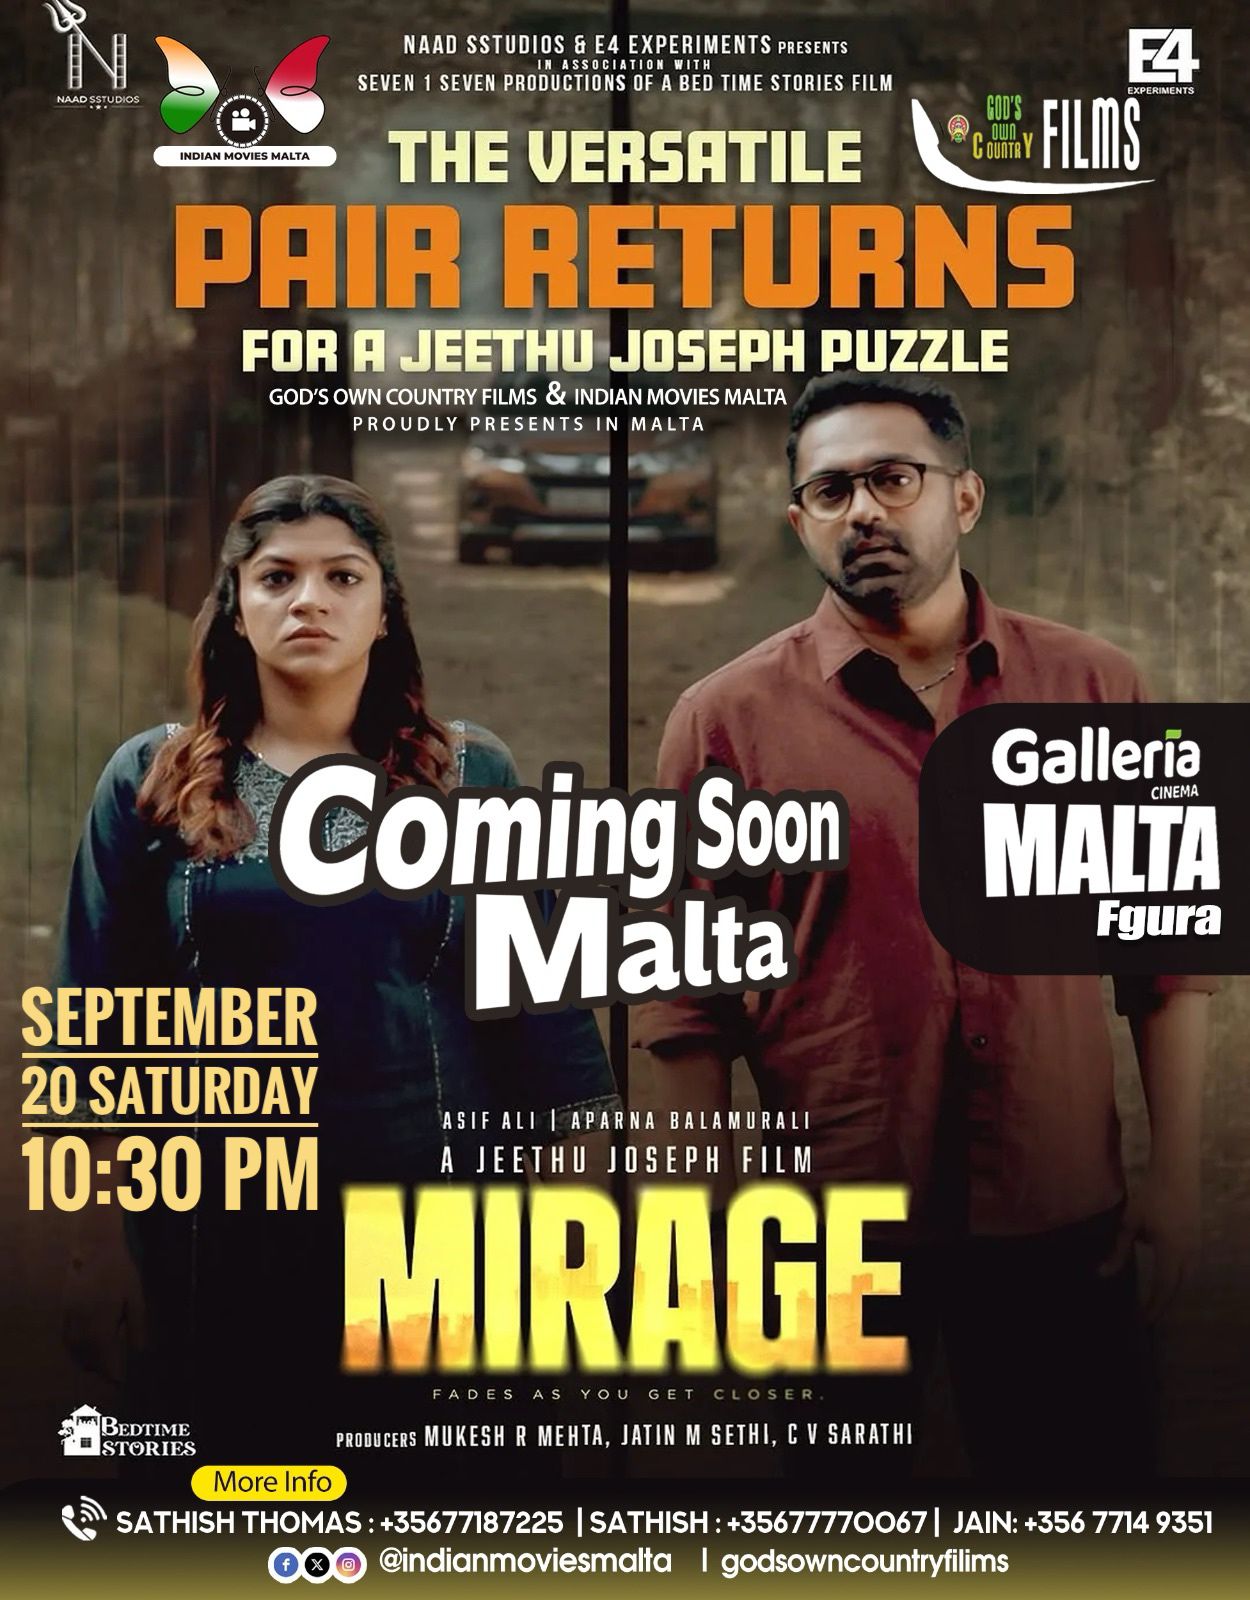 NAAD SSTUDIOS
INDIAN MOVIES MALTA
NAAD SSTUDIOS & E4 EXPERIMENTS PRESENTS
IN ASSOCIATION WITH
SEVEN 1 SEVEN PRODUCTIONS OF A BED TIME STORIES FILM
E4
EXPERIMENTS
GOD'S
OWN
COUNTRY
FILMS
THE VERSATILE
PAIR RETURNS
FOR A JEETHU JOSEPH PUZZLE
GOD'S OWN COUNTRY FILMS & INDIAN MOVIES MALTA
PROUDLY PRESENTS IN MALTA
Galleria
CINEMA
MALTA
Fgura
Coming Soon
Malta
SEPTEMBER
20 SATURDAY
10:30 PM
ASIF ALI | APARNA BALAMURALI
A JEETHU JOSEPH FILM
MIRAGE
FADES AS YOU GET CLOSER.
BEDTIME
STORIES
PRODUCERS MUKESH R MEHTA, JATIN M SETHI, C V SARATHI
More Info
SATHISH THOMAS : +35677187225 | SATHISH : +35677770067 | JAIN: +356 7714 9351
@indianmoviesmalta | godsowncountryfilims